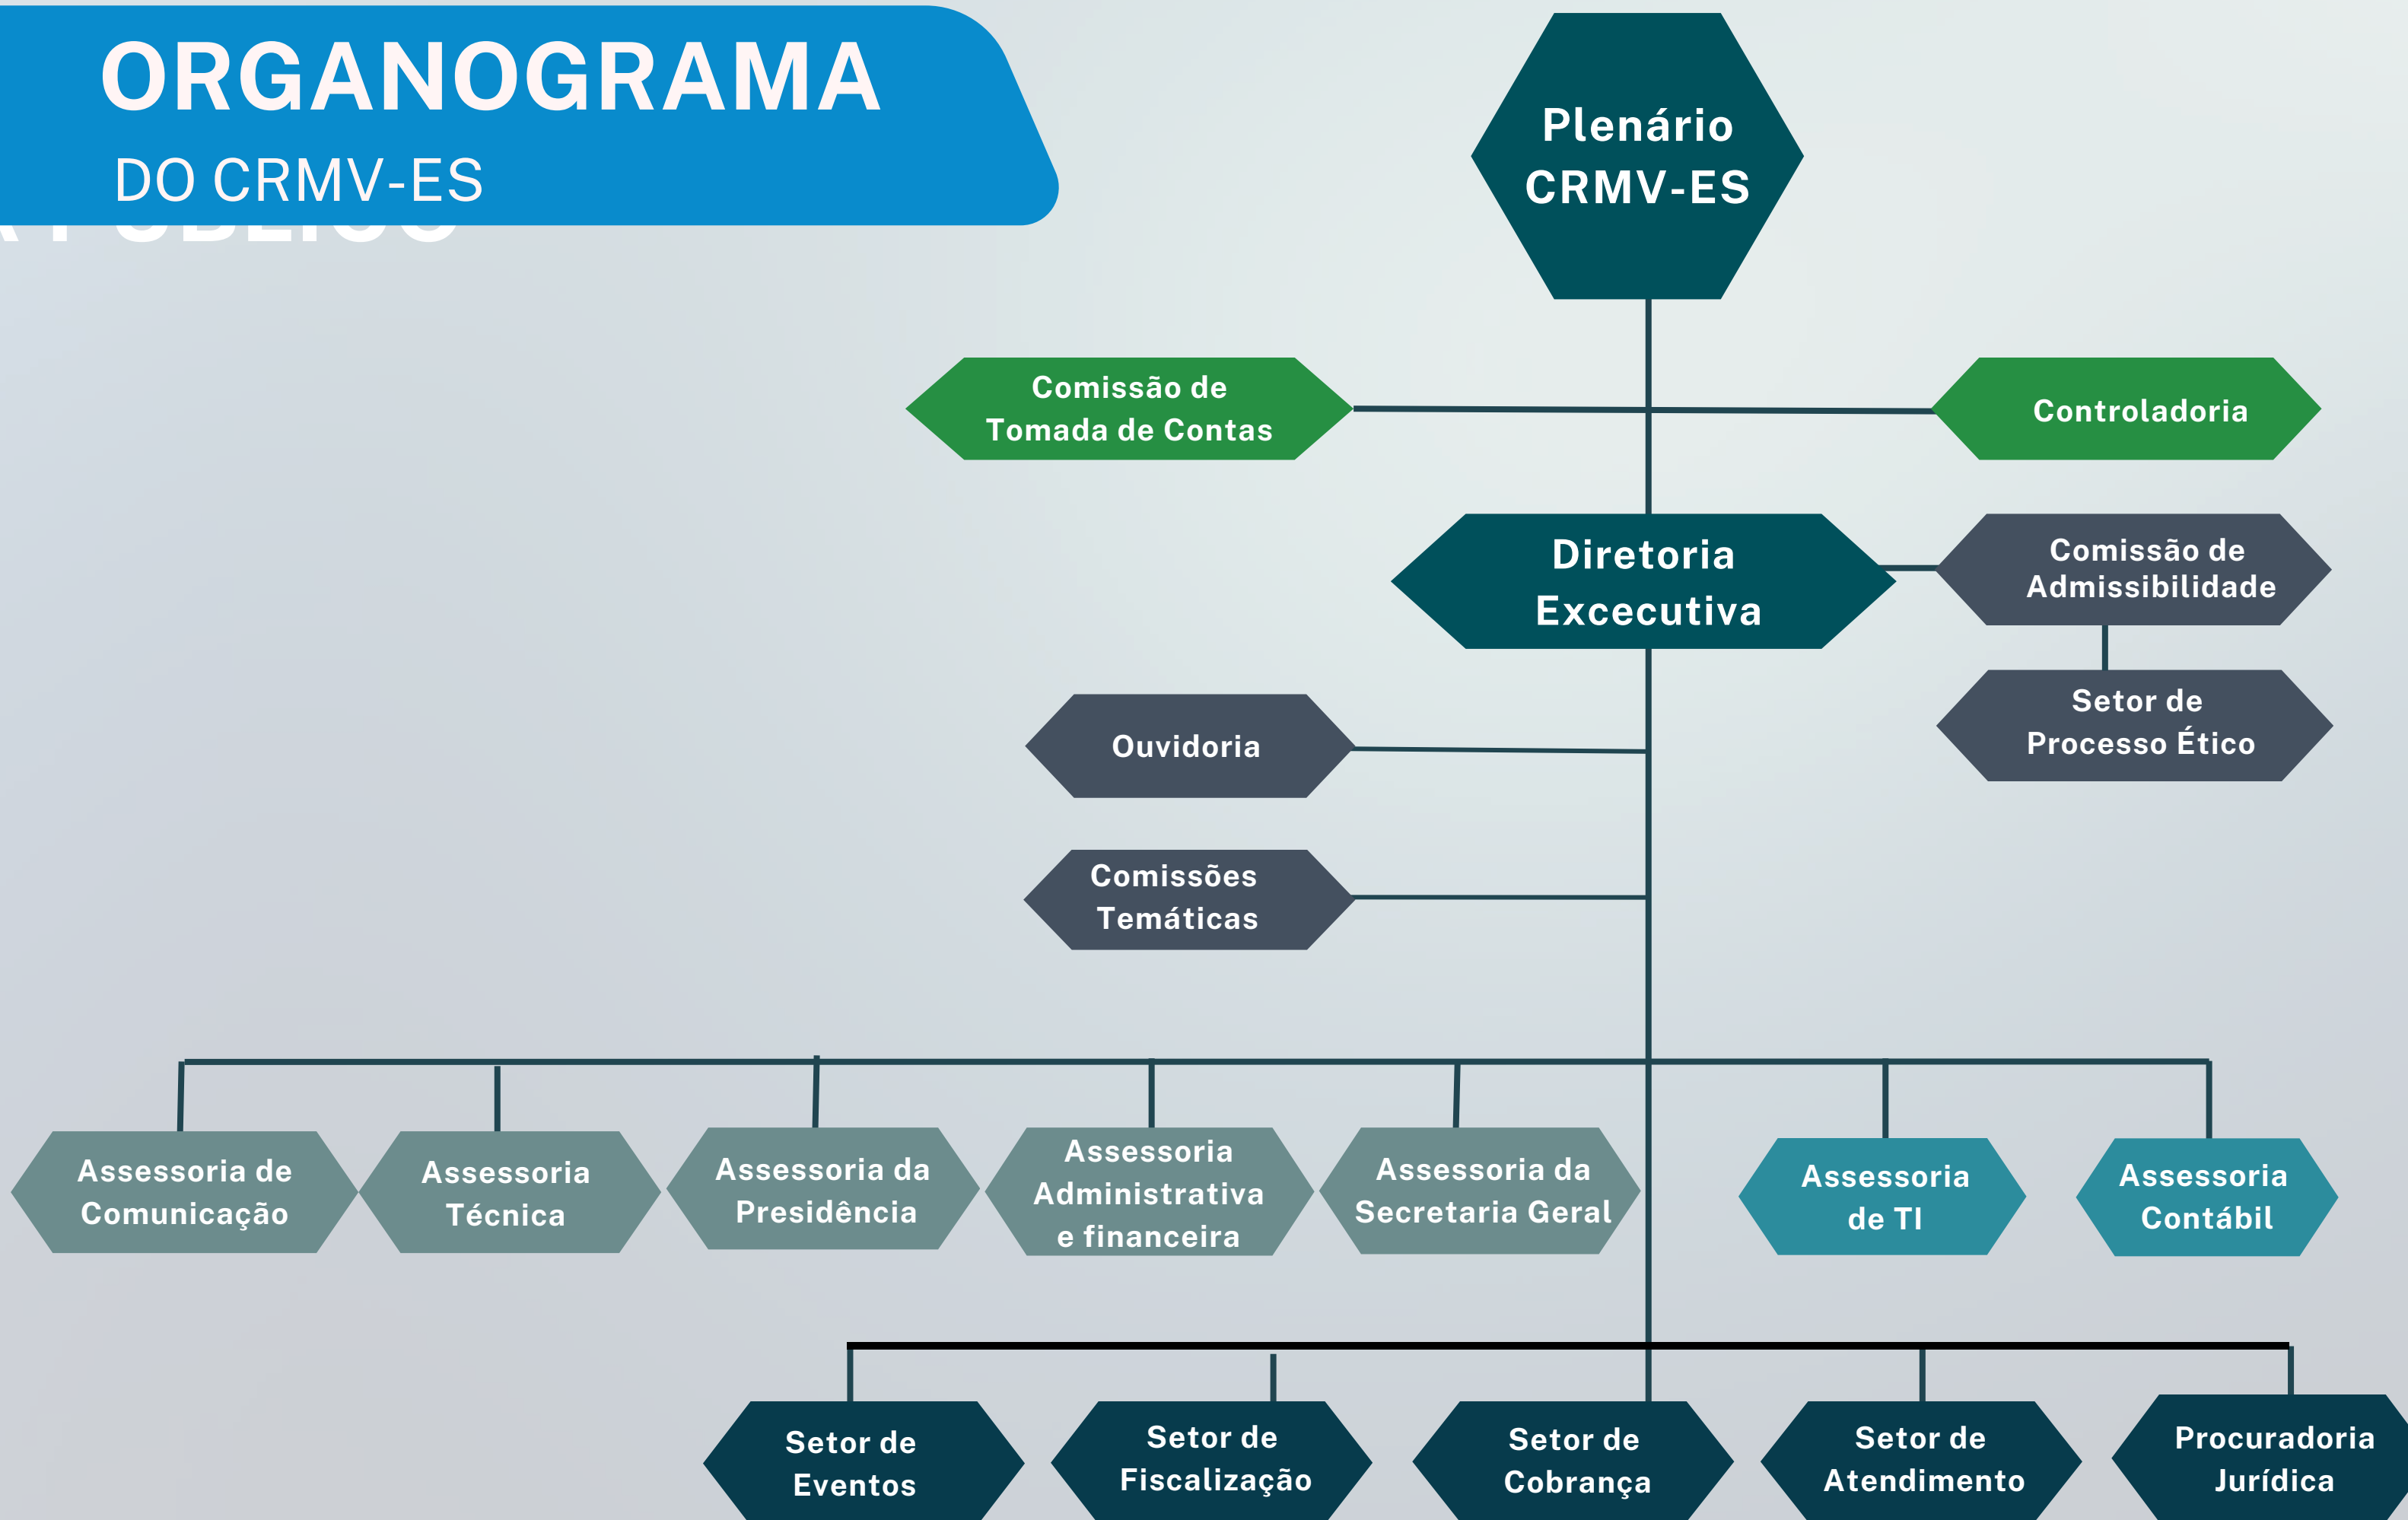 ORGANOGRAMA
DO CRMV-ES
Plenário
CRMV-ES
Comissão de
Tomada de Contas
Controladoria
Diretoria
Excecutiva
Comissão de
Admissibilidade
Setor de
Processo Ético
Ouvidoria
Comissões
Temáticas
Assessoria de
Comunicação
Assessoria
Técnica
Assessoria da
Presidência
Assessoria
Administrativa
e financeira
Assessoria da
Secretaria Geral
Assessoria
de TI
Assessoria
Contábil
Setor de
Eventos
Setor de
Fiscalização
Setor de
Cobrança
Setor de
Atendimento
Procuradoria
Jurídica